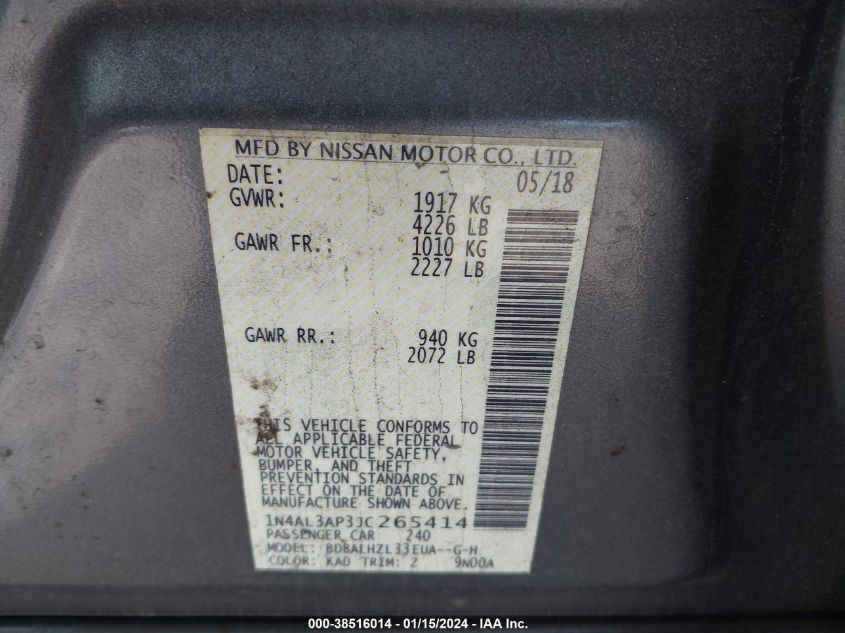 MFD BY NISSAN MOTOR CO., LTD.
DATE: 05/18
GVWR: 1917 KG
4226 LB
GAWR FR.: 1010 KG
2227 LB
GAWR RR.: 940 KG
2072 LB
THIS VEHICLE CONFORMS TO
ALL APPLICABLE FEDERAL
MOTOR VEHICLE SAFETY,
BUMPER, AND THEFT
PREVENTION STANDARDS IN
EFFECT ON THE DATE OF
MANUFACTURE SHOWN ABOVE.
1N4AL3AP3JC265414
PASSENGER CAR 240
MODEL: BDBALHZL33EUA--G-H
COLOR: KAD TRIM: Z 9N00A
000-38516014 - 01/15/2024 - IAA Inc.